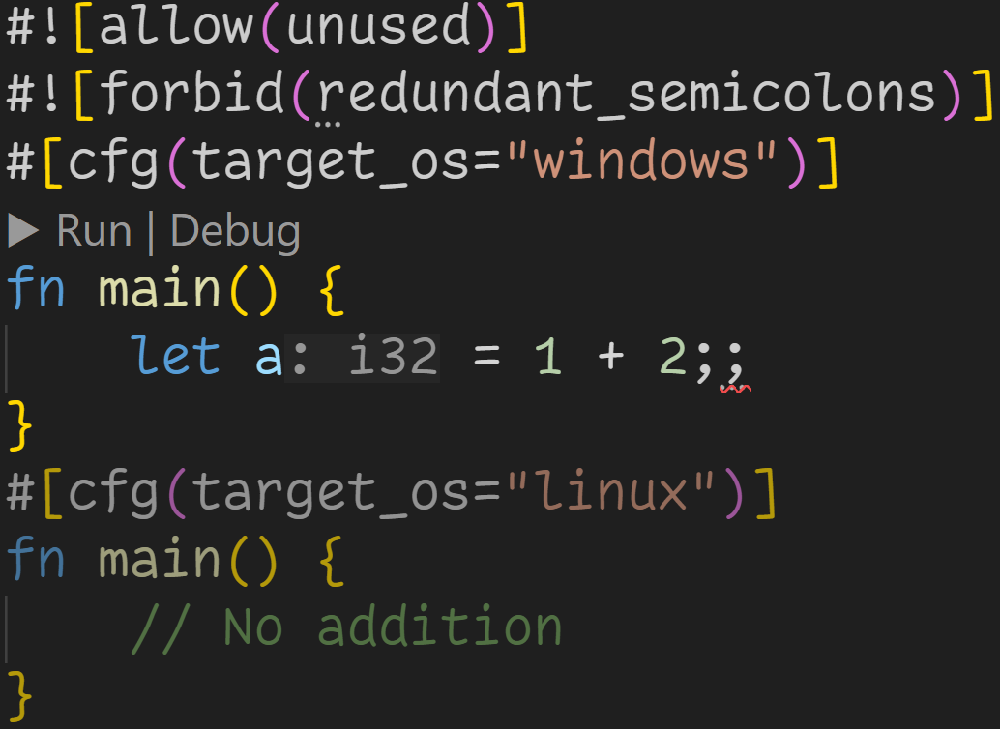 #![allow(unused)]
#![forbid(redundant_semicolons)]
#[cfg(target_os="windows")]
▶ Run | Debug
fn main() {
    let a: i32 = 1 + 2;;
}
#[cfg(target_os="linux")]
fn main() {
    // No addition
}